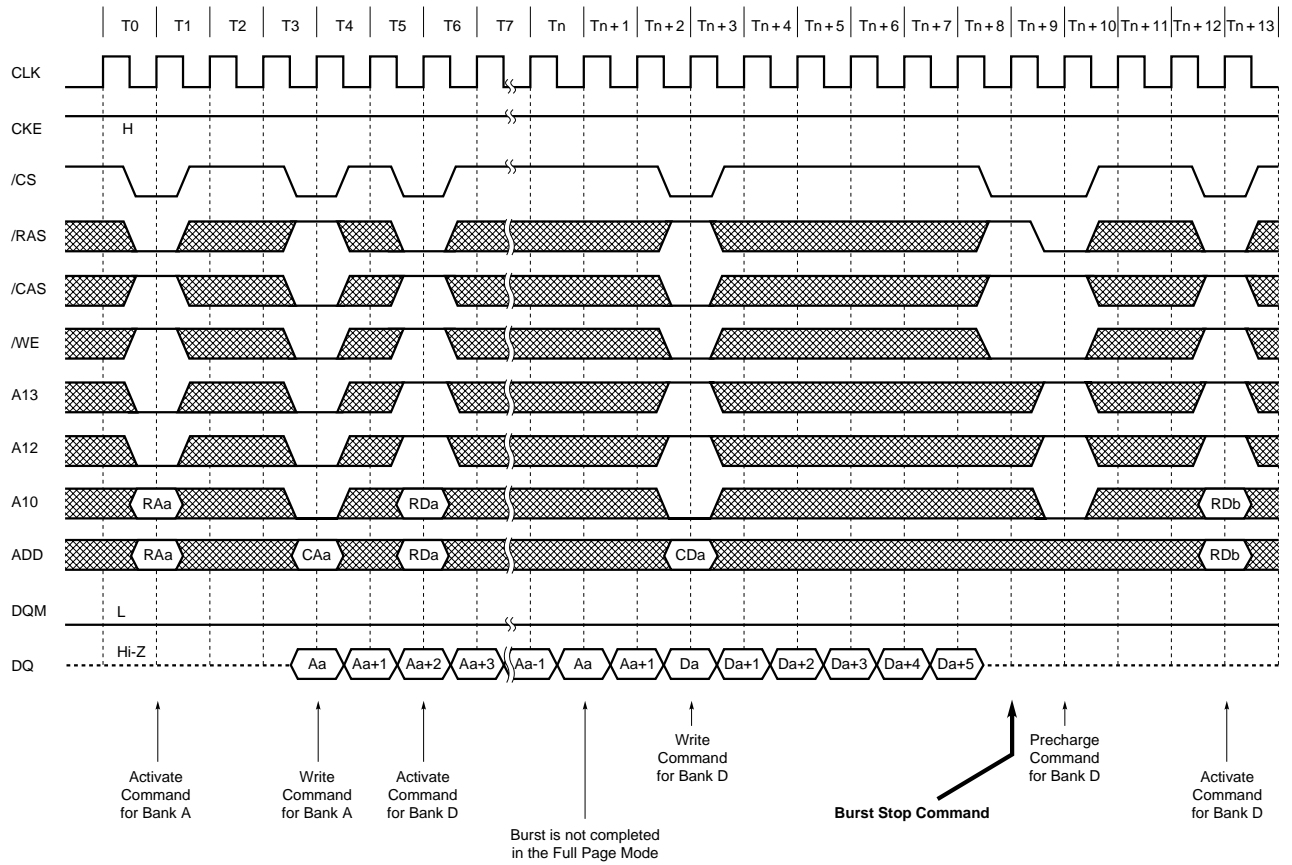 T0 T1 T2 T3 T4 T5 T6 T7 Tn Tn + 1 Tn + 2 Tn + 3 Tn + 4 Tn + 5 Tn + 6 Tn + 7 Tn + 8 Tn + 9 Tn + 10 Tn + 11 Tn + 12 Tn + 13
CLK
CKE H
/CS
/RAS
/CAS
/WE
A13
A12
A10 RAa RDa RDb
ADD RAa CAa RDa CDa RDb
DQM L
DQ Hi-Z Aa Aa+1 Aa+2 Aa+3 Aa-1 Aa Aa+1 Da Da+1 Da+2 Da+3 Da+4 Da+5
Activate
Command
for Bank A
Write
Command
for Bank A
Activate
Command
for Bank D
Burst is not completed
in the Full Page Mode
Write
Command
for Bank D
Burst Stop Command
Precharge
Command
for Bank D
Activate
Command
for Bank D